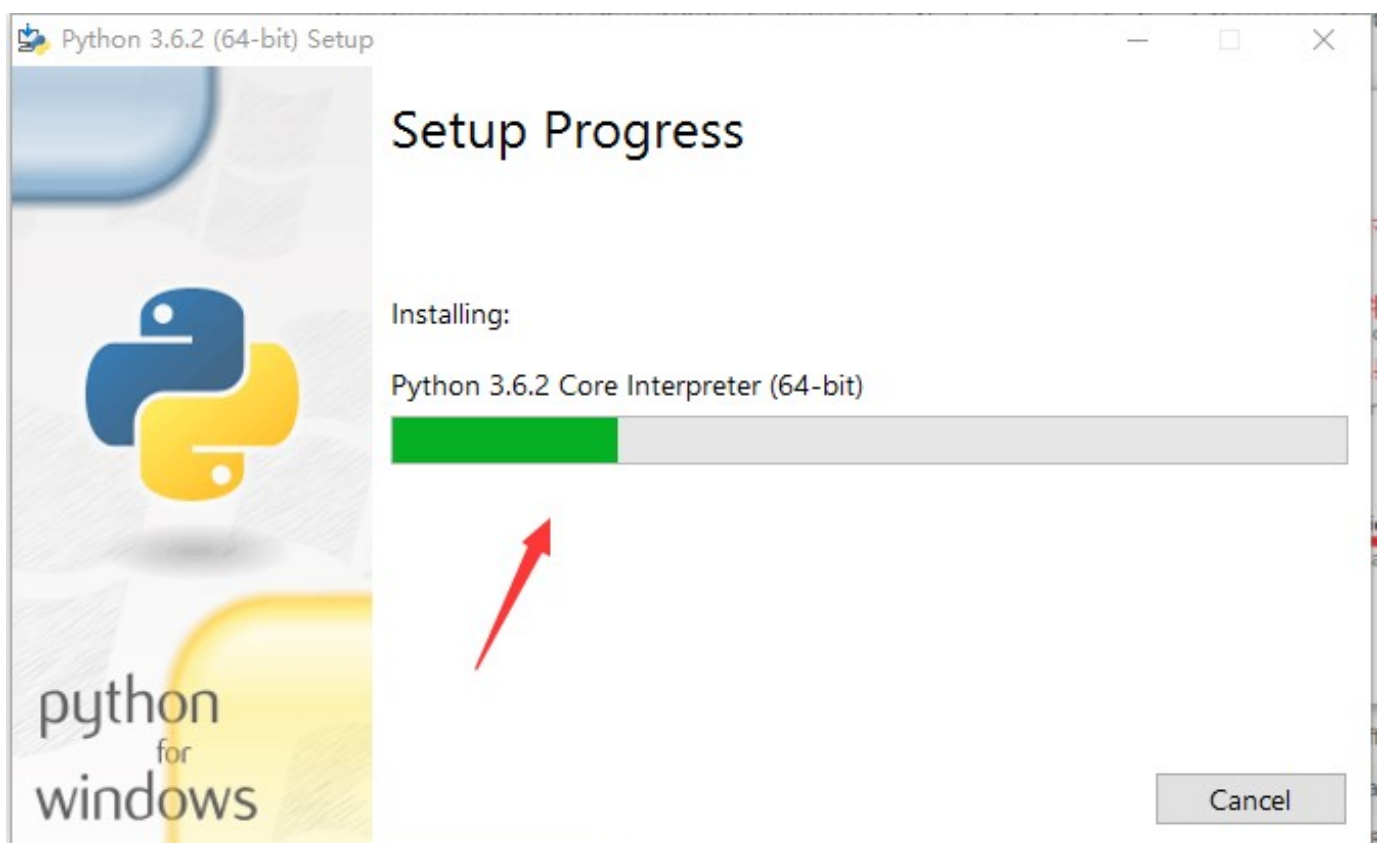 Python 3.6.2 (64-bit) Setup
Setup Progress
Installing:
Python 3.6.2 Core Interpreter (64-bit)
python
for
windows
Cancel